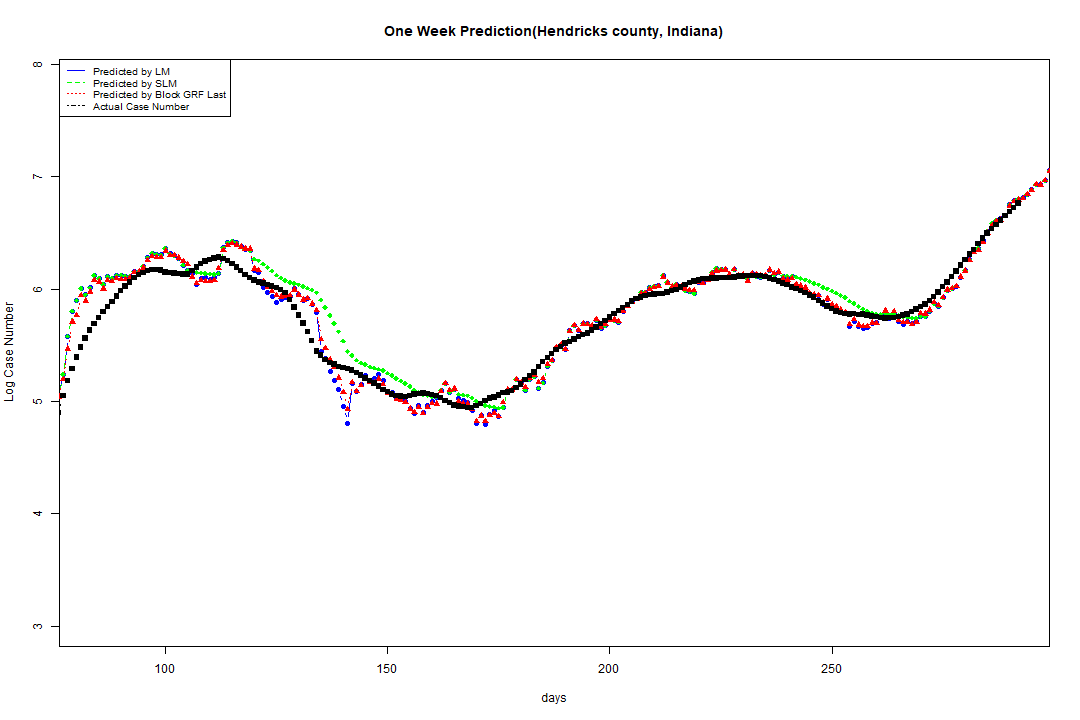 One Week Prediction(Hendricks county, Indiana)
Predicted by LM
Predicted by SLM
Predicted by Block GRF Last
Actual Case Number
8
7
6
5
4
3
Log Case Number
100 150 200 250
days